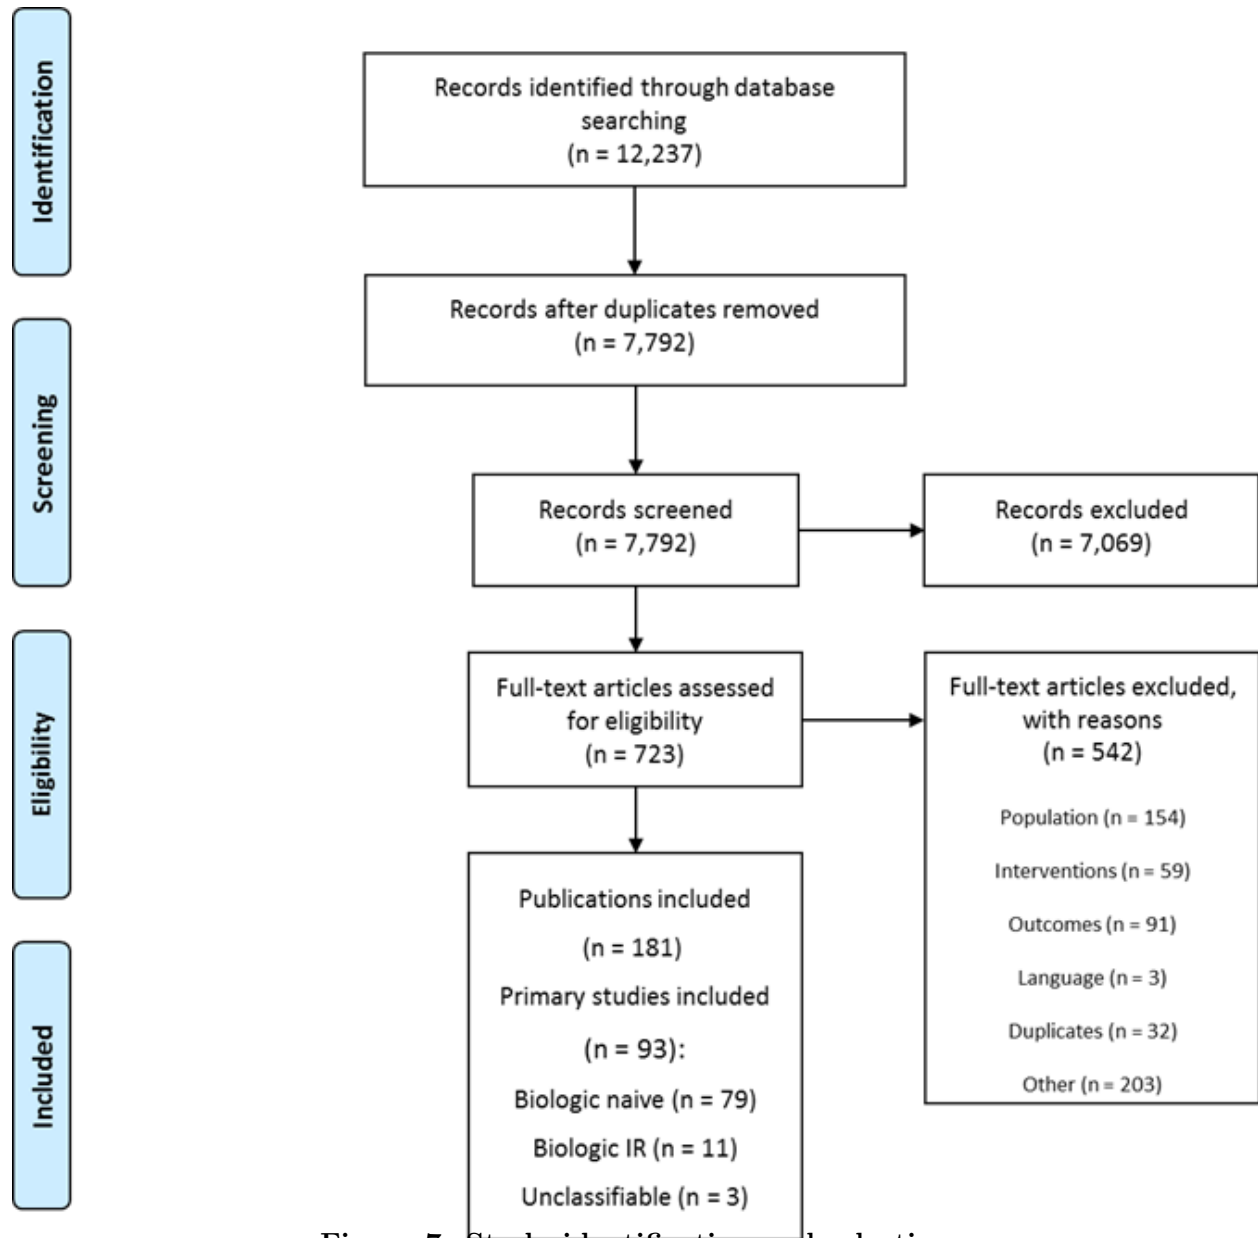 Identification
Records identified through database
searching
(n = 12,237)
Records after duplicates removed
(n = 7,792)
Screening
Records screened
(n = 7,792)
Records excluded
(n = 7,069)
Eligibility
Full-text articles assessed
for eligibility
(n = 723)
Full-text articles excluded,
with reasons
(n = 542)
Population (n = 154)
Interventions (n = 59)
Outcomes (n = 91)
Language (n = 3)
Duplicates (n = 32)
Other (n = 203)
Included
Publications included
(n = 181)
Primary studies included
(n = 93):
Biologic naive (n = 79)
Biologic IR (n = 11)
Unclassifiable (n = 3)